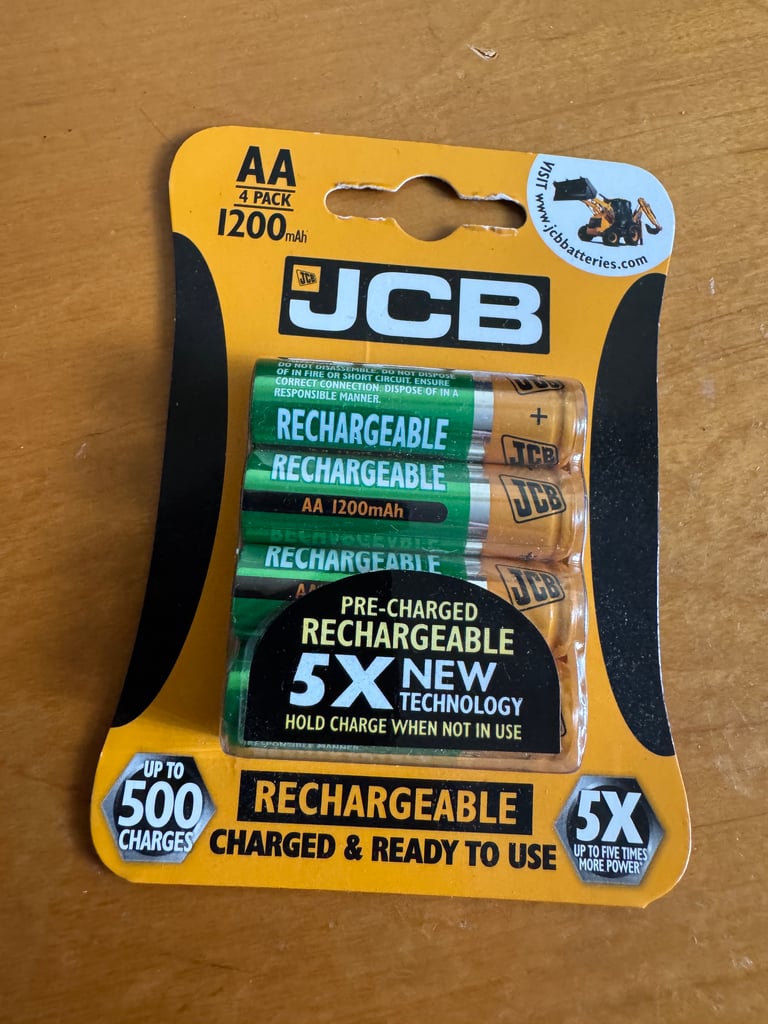 AA
4 PACK
1200mAh
VISIT www.jcbbatteries.com
JCB
JCB
DO NOT DISASSEMBLE. DO NOT DISPOSE
OF IN FIRE OR SHORT CIRCUIT. ENSURE
CORRECT CONNECTION. DISPOSE OF IN A
RESPONSIBLE MANNER.
RECHARGEABLE
JCB
+
JCB
RECHARGEABLE
AA 1200mAh
JCB
RECHARGEABLE
JCB
PRE-CHARGED
RECHARGEABLE
5X NEW
TECHNOLOGY
HOLD CHARGE WHEN NOT IN USE
RESPONSIBLE MANNER
UP TO
500
CHARGES
RECHARGEABLE
CHARGED & READY TO USE
5X
UP TO FIVE TIMES
MORE POWER*